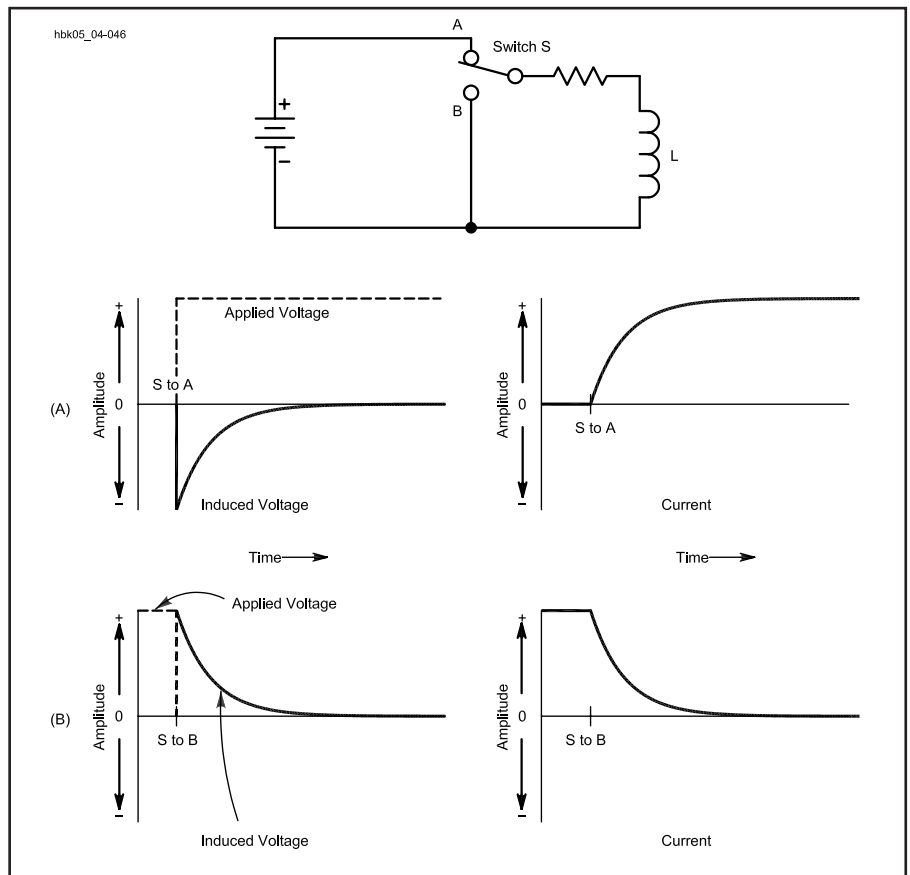 hbk05_04-046
A
Switch S
B
+
−
L
+
Applied Voltage
S to A
(A)
Amplitude
0
−
Induced Voltage
Time
+
Amplitude
0
S to A
−
Current
Time
+
Applied Voltage
(B)
Amplitude
0
S to B
−
Induced Voltage
+
Amplitude
0
S to B
−
Current